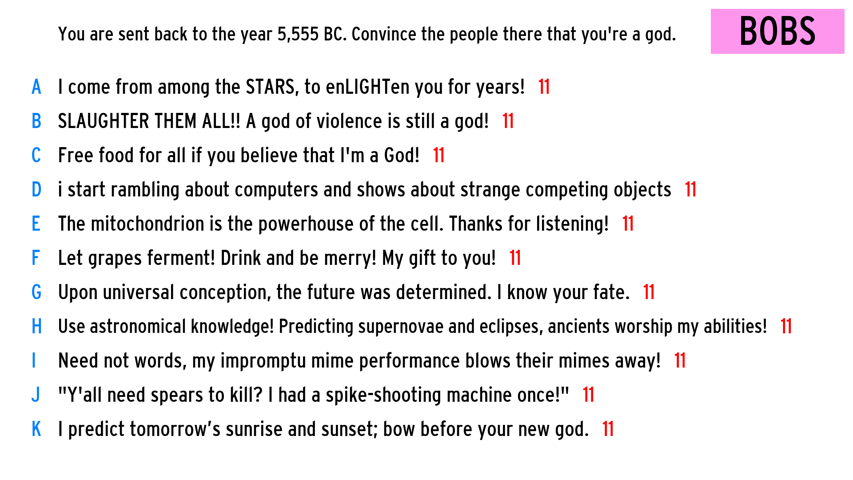 You are sent back to the year 5,555 BC. Convince the people there that you're a god.
BOBS
A I come from among the STARS, to enLIGHTen you for years! 11
B SLAUGHTER THEM ALL!! A god of violence is still a god! 11
C Free food for all if you believe that I'm a God! 11
D i start rambling about computers and shows about strange competing objects 11
E The mitochondrion is the powerhouse of the cell. Thanks for listening! 11
F Let grapes ferment! Drink and be merry! My gift to you! 11
G Upon universal conception, the future was determined. I know your fate. 11
H Use astronomical knowledge! Predicting supernovae and eclipses, ancients worship my abilities! 11
I Need not words, my impromptu mime performance blows their mimes away! 11
J "Y'all need spears to kill? I had a spike-shooting machine once!" 11
K I predict tomorrow’s sunrise and sunset; bow before your new god. 11